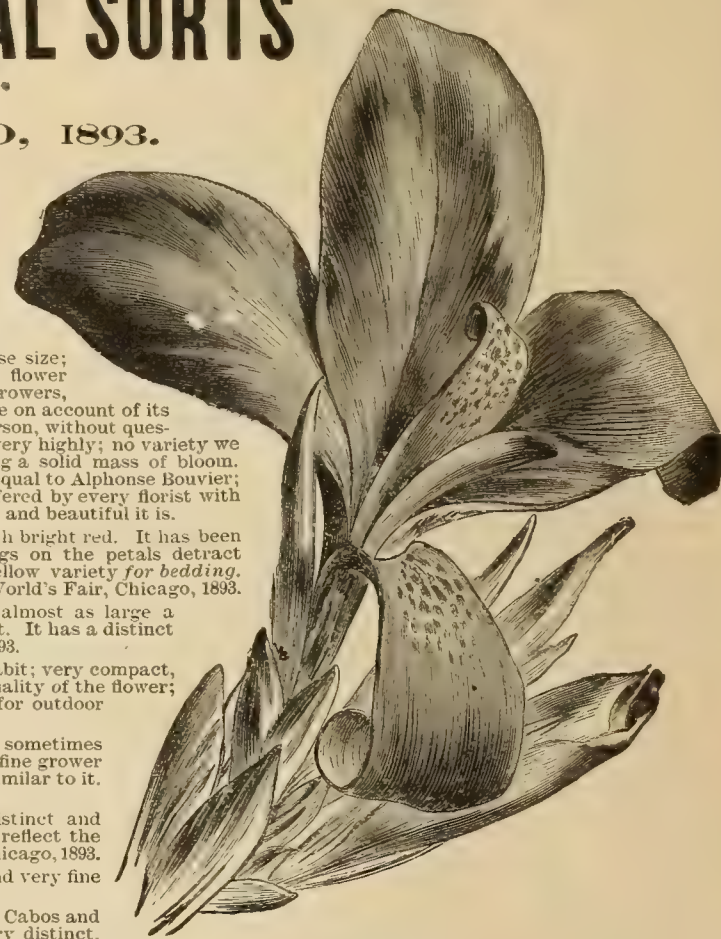 AL SORTS
D, 1893.
se size;
flower
rowers,
e on account of its
rson, without ques-
very highly; no variety we
g a solid mass of bloom.
qual to Alphonse Bouvier;
fered by every florist with
and beautiful it is.
h bright red. It has been
gs on the petals detract
ellow variety for bedding.
World's Fair, Chicago, 1893.
almost as large a
t. It has a distinct
93.
bit; very compact,
ality of the flower;
for outdoor
sometimes
fine grower
milar to it.
stinct and
reflect the
icago, 1893.
nd very fine
Cabos and
ry distinct.